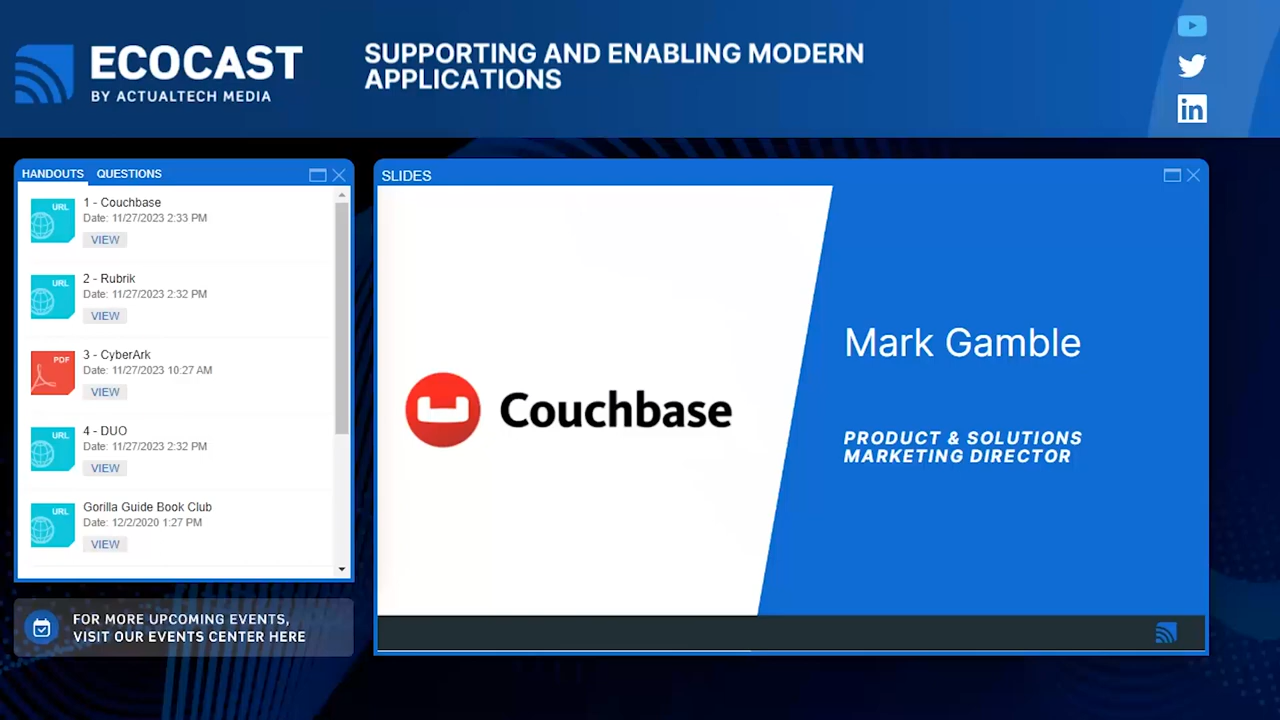 ECOCAST
BY ACTUALTECH MEDIA
SUPPORTING AND ENABLING MODERN
APPLICATIONS
in
HANDOUTS QUESTIONS
URL
1 - Couchbase
Date: 11/27/2023 2:33 PM
VIEW
URL
2 - Rubrik
Date: 11/27/2023 2:32 PM
VIEW
PDF
3 - CyberArk
Date: 11/27/2023 10:27 AM
VIEW
URL
4 - DUO
Date: 11/27/2023 2:32 PM
VIEW
URL
Gorilla Guide Book Club
Date: 12/2/2020 1:27 PM
VIEW
FOR MORE UPCOMING EVENTS,
VISIT OUR EVENTS CENTER HERE
SLIDES
Couchbase
Mark Gamble
PRODUCT & SOLUTIONS
MARKETING DIRECTOR